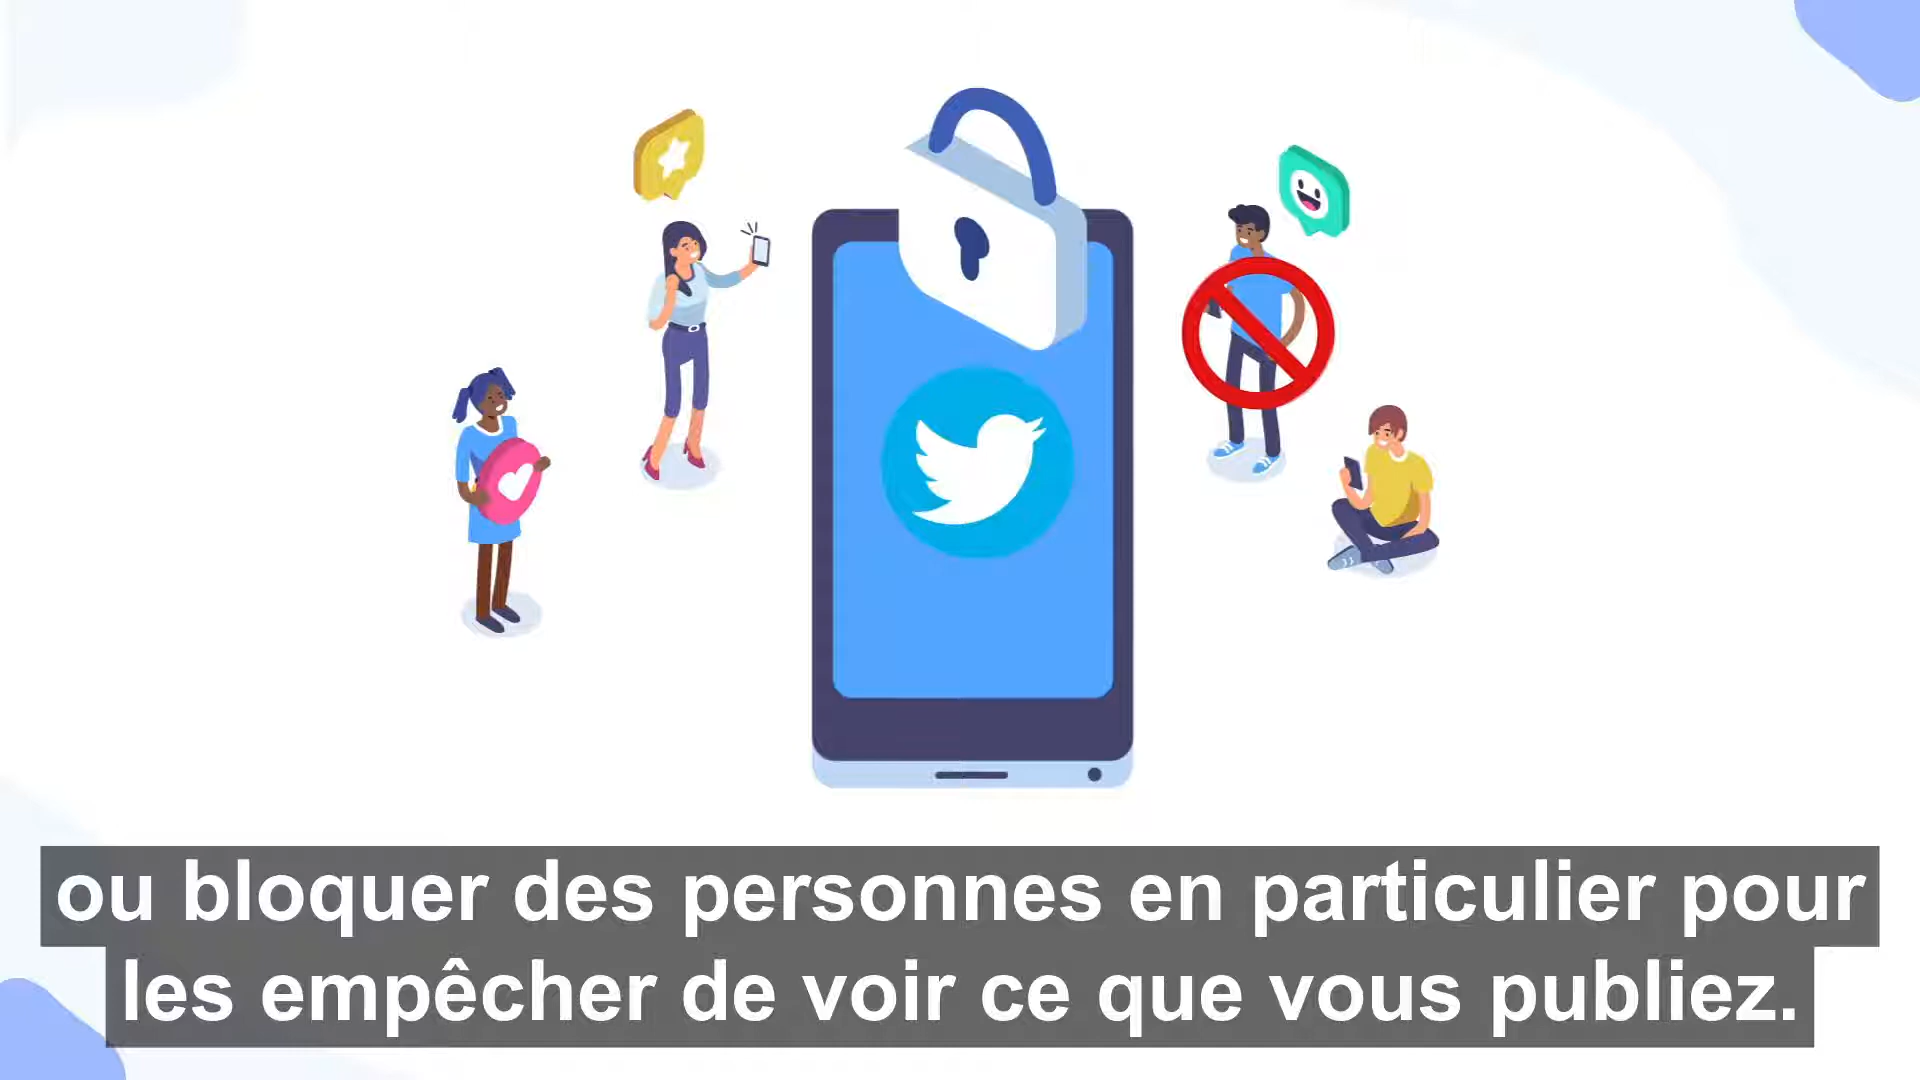 ou bloquer des personnes en particulier pour
les empêcher de voir ce que vous publiez.